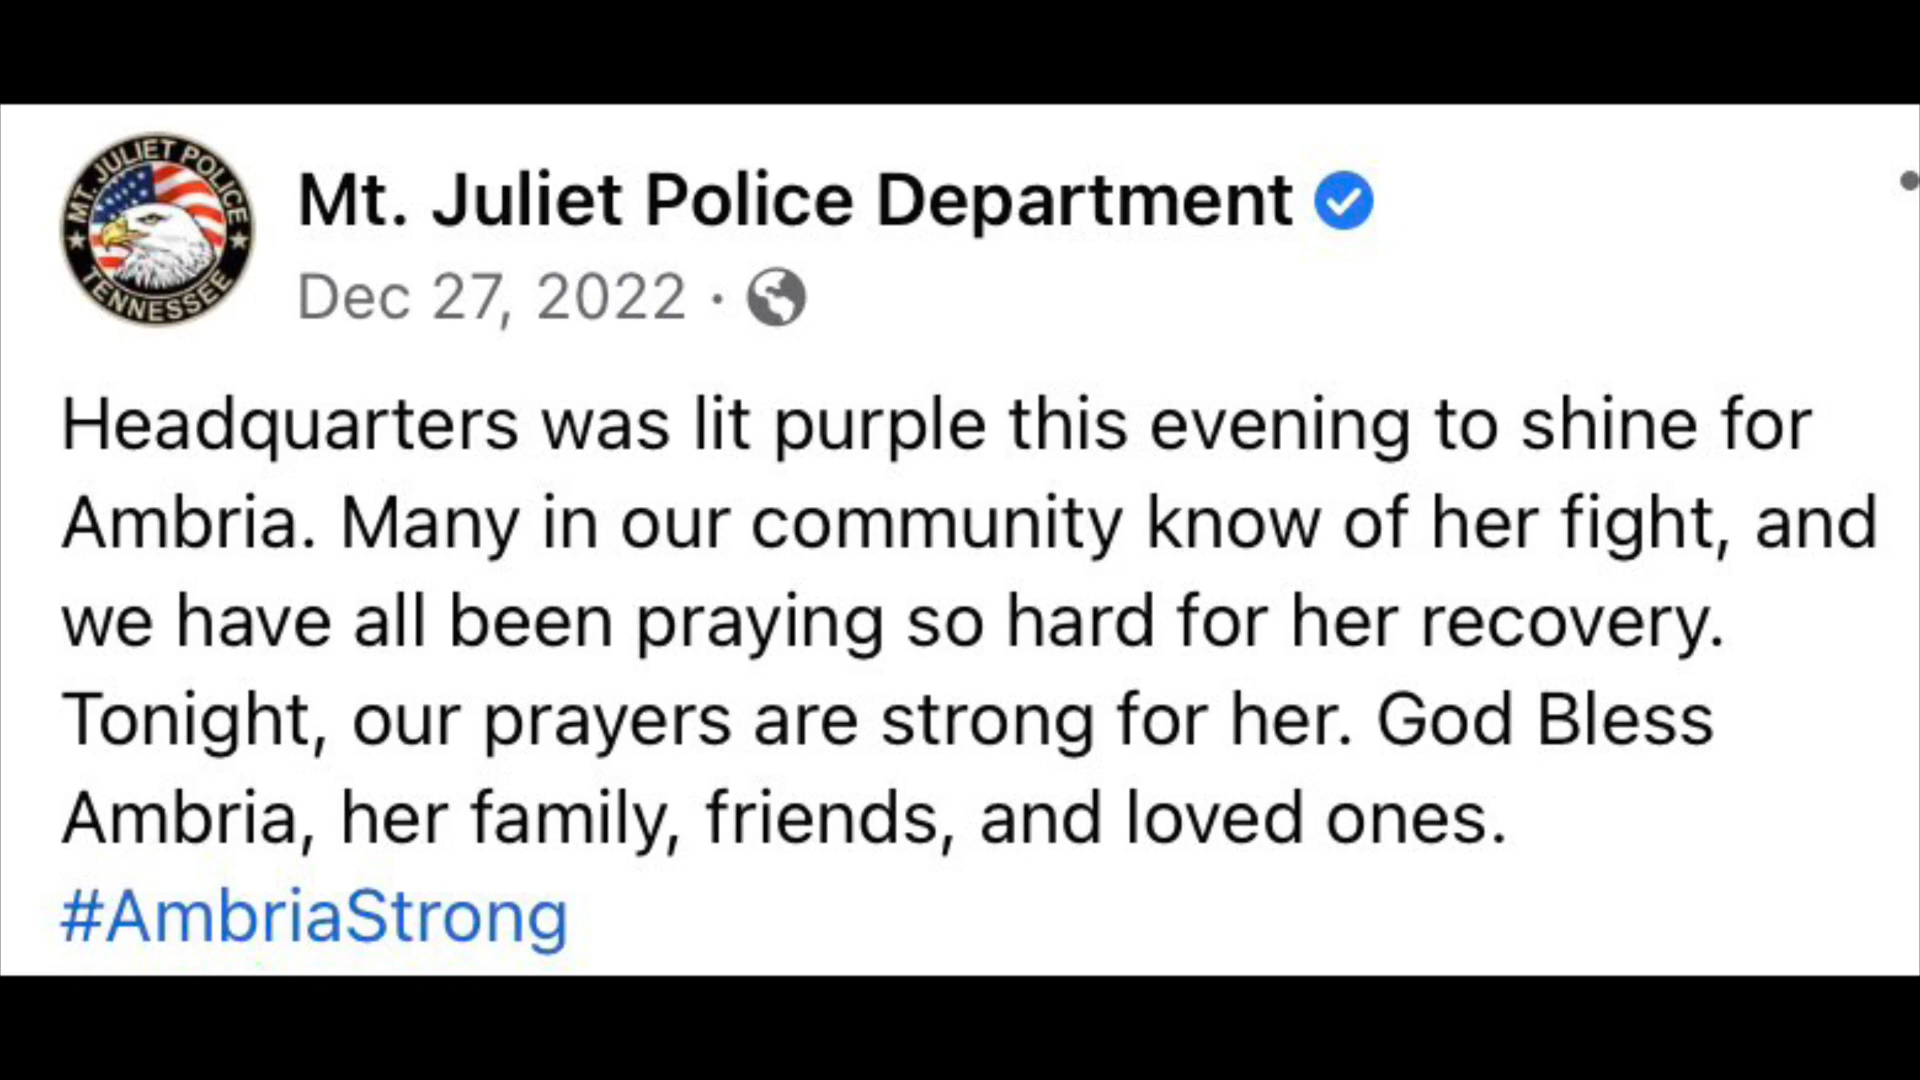 MT. JULIET POLICE
TENNESSEE
Mt. Juliet Police Department
Dec 27, 2022 ·
Headquarters was lit purple this evening to shine for
Ambria. Many in our community know of her fight, and
we have all been praying so hard for her recovery.
Tonight, our prayers are strong for her. God Bless
Ambria, her family, friends, and loved ones.
#AmbriaStrong